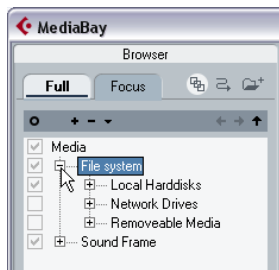 MediaBay
Browser
Full Focus
Media
File system
Local Harddisks
Network Drives
Removeable Media
Sound Frame